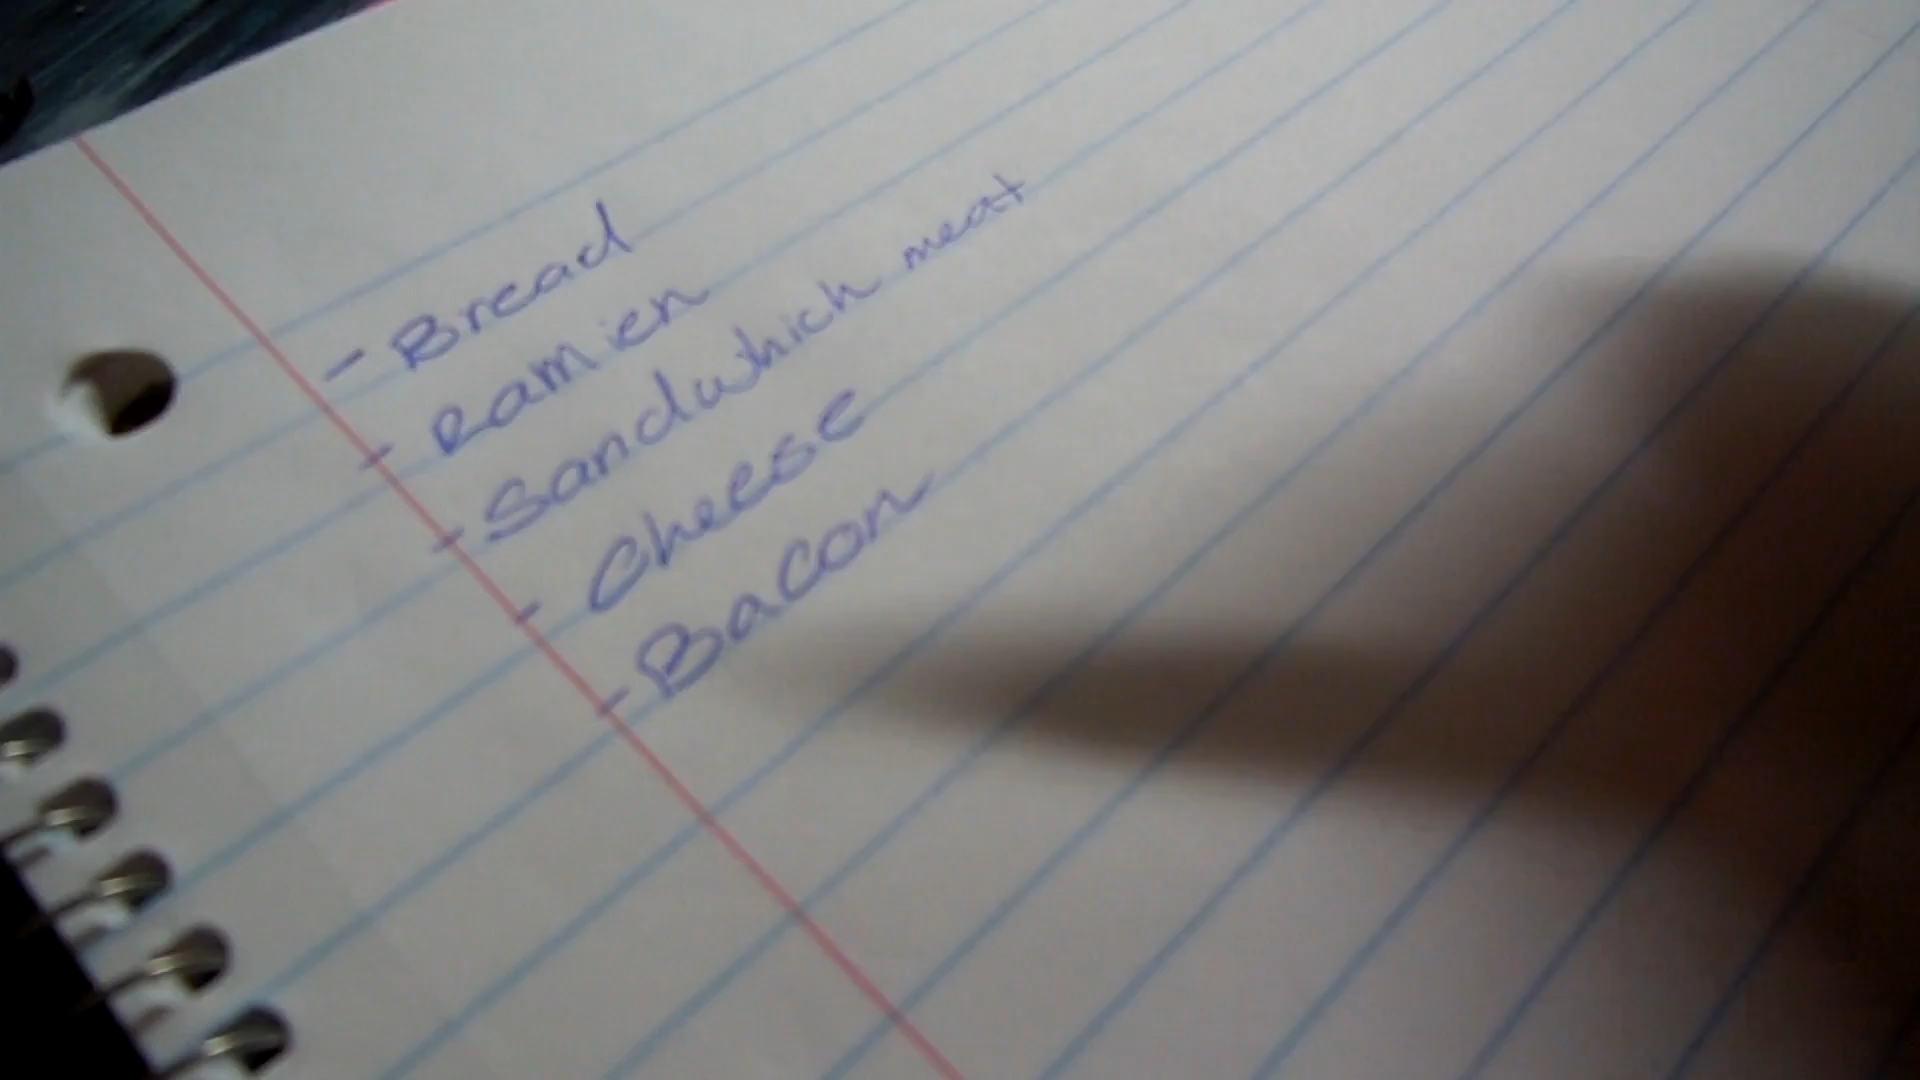 - Bread
- Ramien
- Sandwhich meat
- Cheese
- Bacon